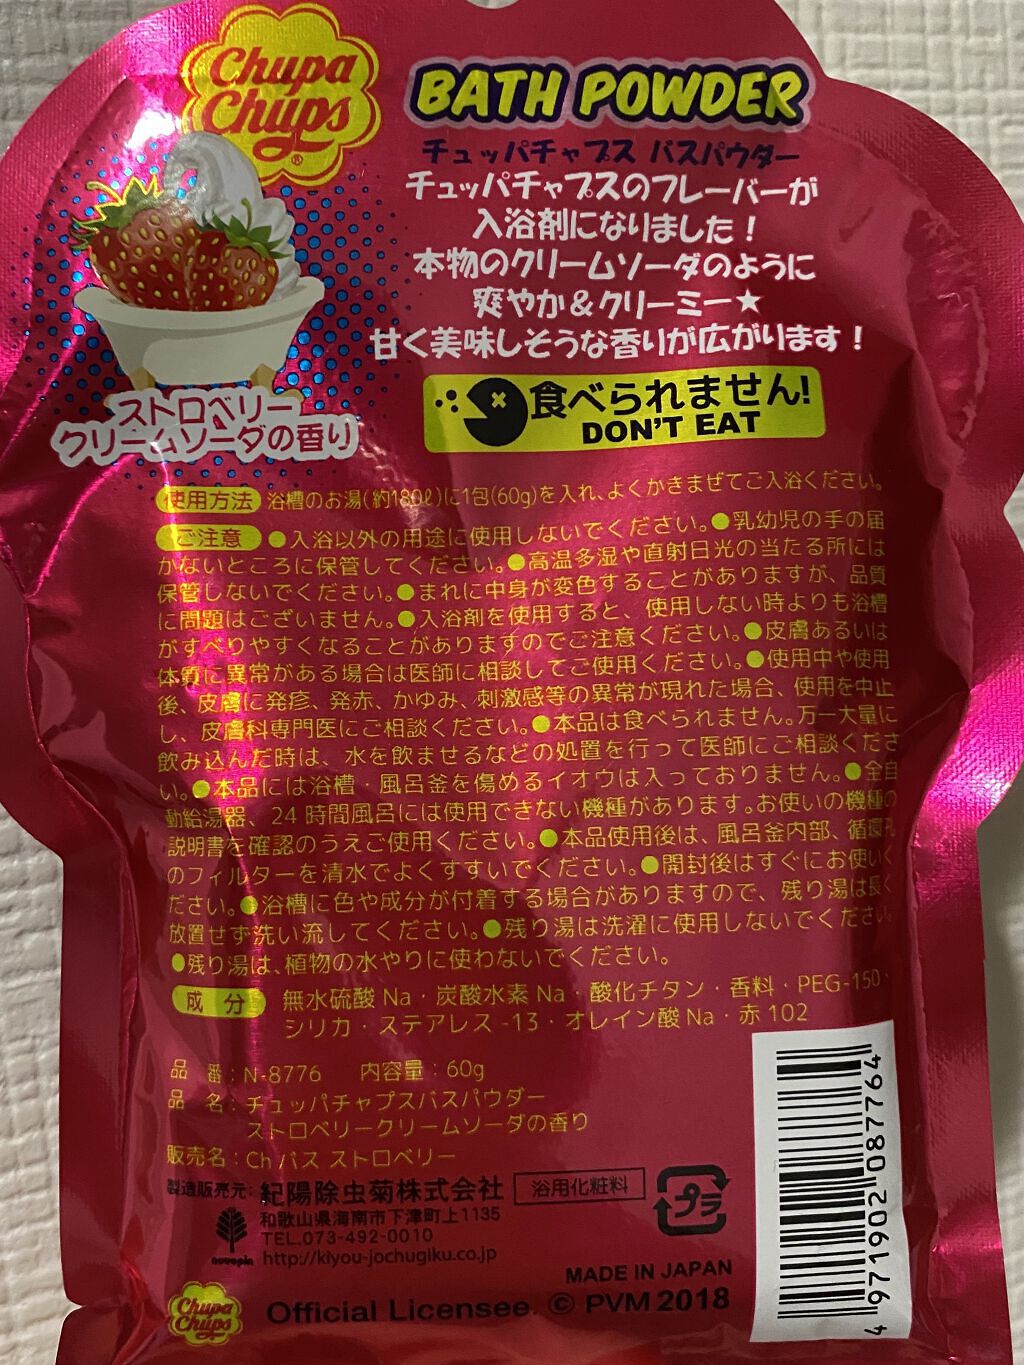 Chupa
Chups
®
BATH POWDER
チュッパチャプス バスパウダー
チュッパチャプスのフレーバーが
入浴剤になりました!
本物のクリームソーダのように
爽やか&クリーミー★
甘く美味しそうな香りが広がります!
ストロベリー
クリームソーダの香り
食べられません!
DON'T EAT
使用方法 浴槽のお湯(約180ℓ)に1包(60g)を入れ、よくかきまぜてご入浴ください。
ご注意 ●入浴以外の用途に使用しないでください。●乳幼児の手の届
かないところに保管してください。●高温多湿や直射日光の当たる所には
保管しないでください。●まれに中身が変色することがありますが、品質
に問題はございません。●入浴剤を使用すると、使用しない時よりも浴槽
がすべりやすくなることがありますのでご注意ください。●皮膚あるいは
体質に異常がある場合は医師に相談してご使用ください。●使用中や使用
後、皮膚に発疹、発赤、かゆみ、刺激感等の異常が現れた場合、使用を中止
し、皮膚科専門医にご相談ください。●本品は食べられません。万一大量に
飲み込んだ時は、水を飲ませるなどの処置を行って医師にご相談くださ
い。●本品には浴槽・風呂釜を傷めるイオウは入っておりません。●全自
動給湯器、24時間風呂には使用できない機種があります。お使いの機種の
説明書を確認のうえご使用ください。●本品使用後は、風呂釜内部、循環孔
のフィルターを清水でよくすすいでください。●開封後はすぐにお使いく
ださい。●浴槽に色や成分が付着する場合がありますので、残り湯は長く
放置せず洗い流してください。●残り湯は洗濯に使用しないでください。
●残り湯は、植物の水やりに使わないでください。
成分 無水硫酸Na・炭酸水素Na・酸化チタン・香料・PEG-150・
シリカ・ステアレス-13・オレイン酸Na・赤102
品 番:N-8776 内容量:60g
品 名:チュッパチャプスバスパウダー
ストロベリークリームソーダの香り
販売名:Chバス ストロベリー
製造販売元: 紀陽除虫菊株式会社 浴用化粧料
プラ
和歌山県海南市下津町上1135
TEL.073-492-0010
novopin http://kiyou-jochugiku.co.jp
MADE IN JAPAN
Chupa
Chups
Official Licensee. © PVM 2018
4 971902 087764